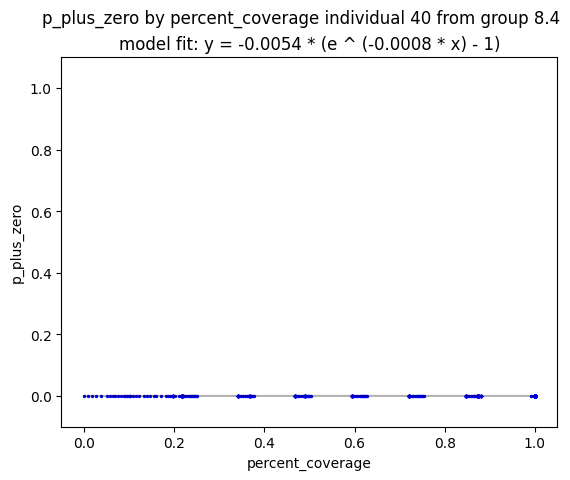 p_plus_zero by percent_coverage individual 40 from group 8.4
model fit: y = -0.0054 * (e ^ (-0.0008 * x) - 1)
1.0
0.8
0.6
0.4
0.2
0.0
p_plus_zero
0.0 0.2 0.4 0.6 0.8 1.0
percent_coverage